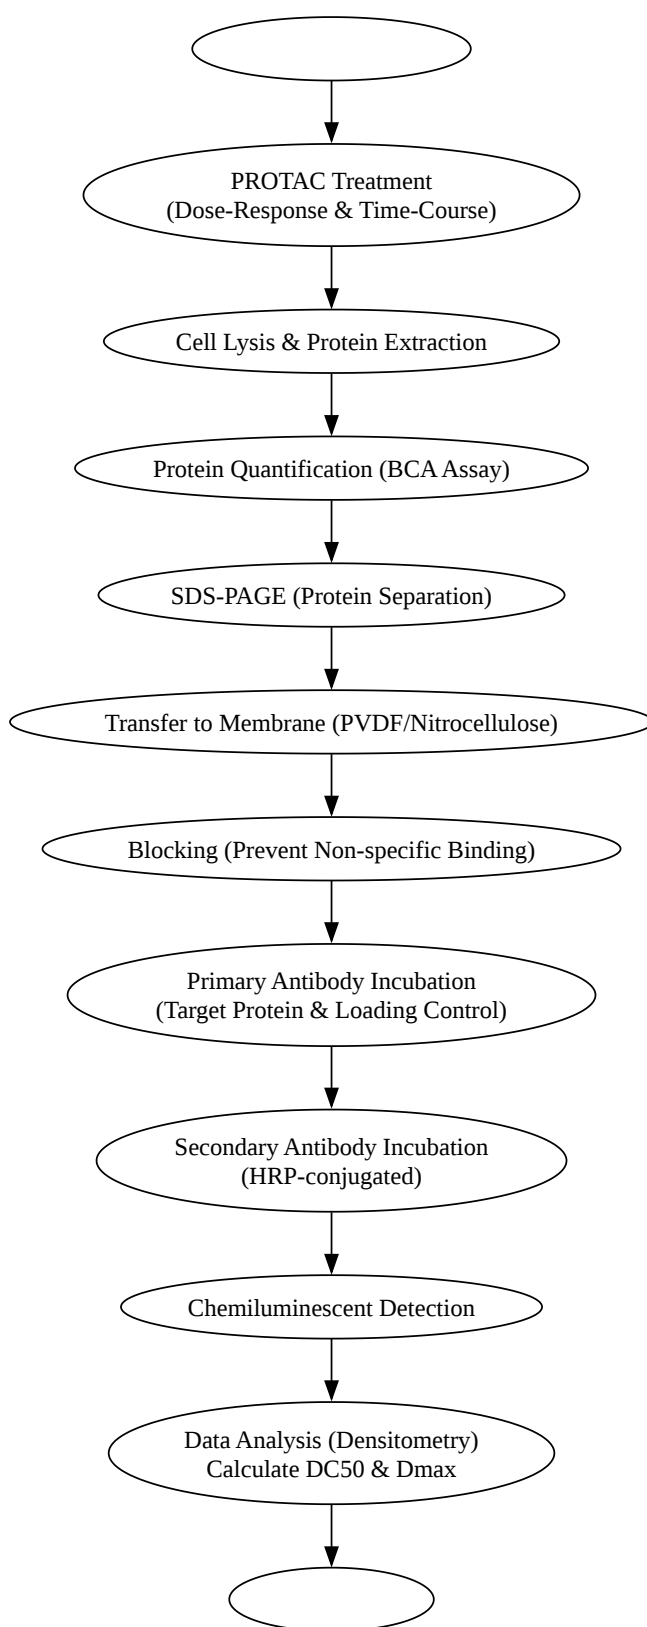 PROTAC Treatment
(Dose-Response & Time-Course)
Cell Lysis & Protein Extraction
Protein Quantification (BCA Assay)
SDS-PAGE (Protein Separation)
Transfer to Membrane (PVDF/Nitrocellulose)
Blocking (Prevent Non-specific Binding)
Primary Antibody Incubation
(Target Protein & Loading Control)
Secondary Antibody Incubation
(HRP-conjugated)
Chemiluminescent Detection
Data Analysis (Densitometry)
Calculate DC50 & Dmax